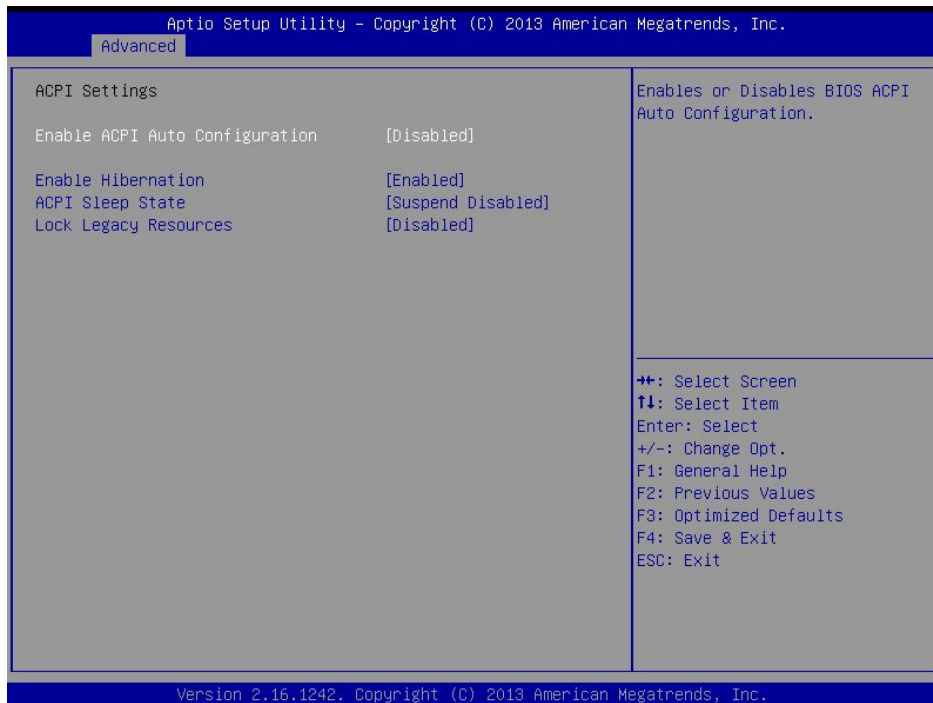 Aptio Setup Utility – Copyright (C) 2013 American Megatrends, Inc.
Advanced
ACPI Settings
Enable ACPI Auto Configuration [Disabled]
Enable Hibernation [Enabled]
ACPI Sleep State [Suspend Disabled]
Lock Legacy Resources [Disabled]
Enables or Disables BIOS ACPI
Auto Configuration.
→←: Select Screen
↑↓: Select Item
Enter: Select
+/-: Change Opt.
F1: General Help
F2: Previous Values
F3: Optimized Defaults
F4: Save & Exit
ESC: Exit
Version 2.16.1242. Copyright (C) 2013 American Megatrends, Inc.